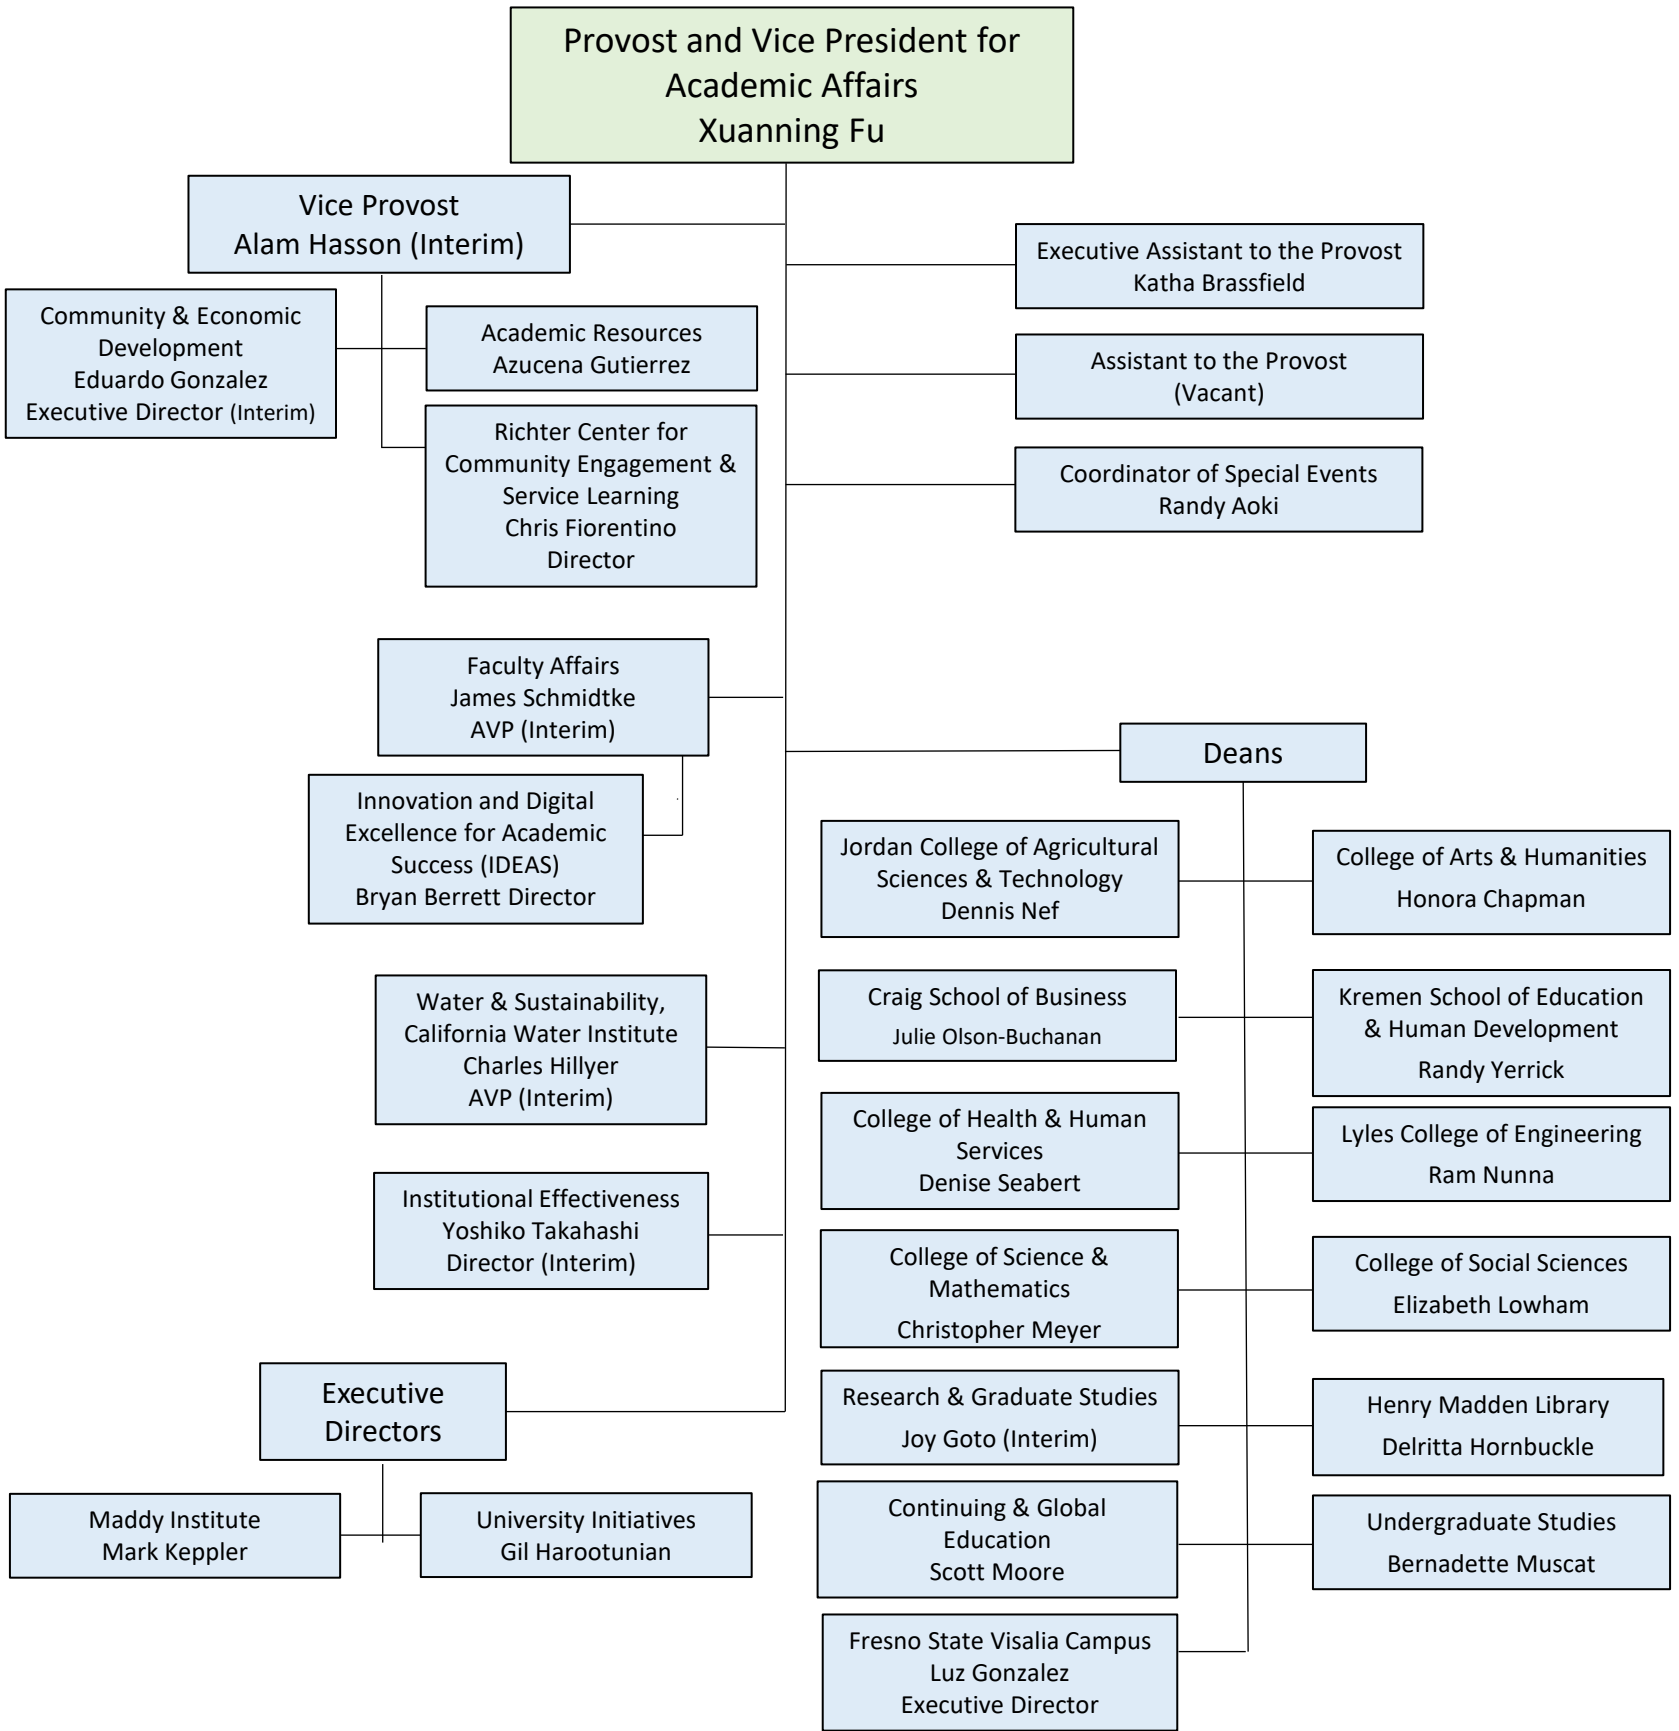 Provost and Vice President for
Academic Affairs
Xuanning Fu
Vice Provost
Alam Hasson (Interim)
Community & Economic
Development
Eduardo Gonzalez
Executive Director (Interim)
Academic Resources
Azucena Gutierrez
Richter Center for
Community Engagement &
Service Learning
Chris Fiorentino
Director
Executive Assistant to the Provost
Katha Brassfield
Assistant to the Provost
(Vacant)
Coordinator of Special Events
Randy Aoki
Faculty Affairs
James Schmidtke
AVP (Interim)
Innovation and Digital
Excellence for Academic
Success (IDEAS)
Bryan Berrett Director
Water & Sustainability,
California Water Institute
Charles Hillyer
AVP (Interim)
Institutional Effectiveness
Yoshiko Takahashi
Director (Interim)
Executive
Directors
Maddy Institute
Mark Keppler
University Initiatives
Gil Harootunian
Deans
Jordan College of Agricultural
Sciences & Technology
Dennis Nef
College of Arts & Humanities
Honora Chapman
Craig School of Business
Julie Olson-Buchanan
Kremen School of Education
& Human Development
Randy Yerrick
College of Health & Human
Services
Denise Seabert
Lyles College of Engineering
Ram Nunna
College of Science &
Mathematics
Christopher Meyer
College of Social Sciences
Elizabeth Lowham
Research & Graduate Studies
Joy Goto (Interim)
Henry Madden Library
Delritta Hornbuckle
Continuing & Global
Education
Scott Moore
Undergraduate Studies
Bernadette Muscat
Fresno State Visalia Campus
Luz Gonzalez
Executive Director